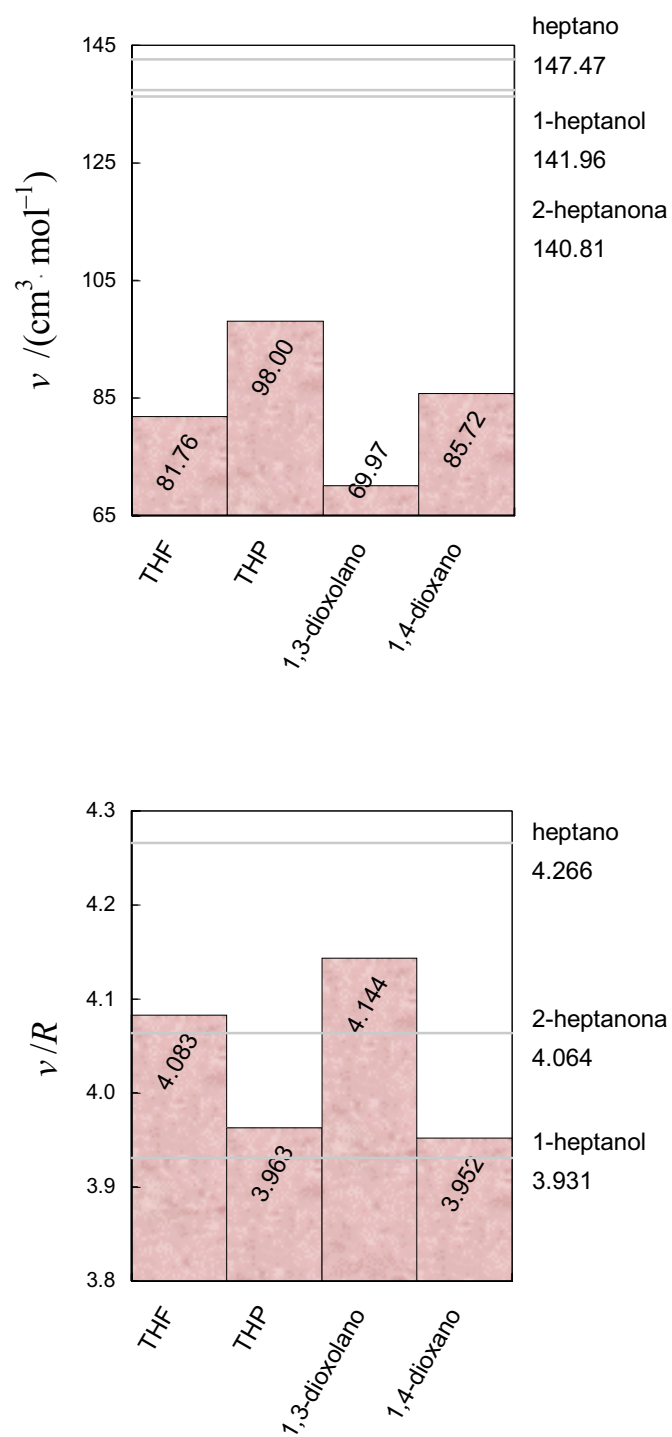 heptano
145
147.47
1-heptanol
125
141.96
2-heptanona
140.81
105
v /(cm³· mol⁻¹)
98.00
85
81.76
69.97
85.72
65
THF
THP
1,3-dioxolano
1,4-dioxano
4.3
heptano
4.266
4.2
4.1
4.144
2-heptanona
4.064
v/R
4.083
4.0
1-heptanol
3.931
3.963
3.952
3.9
3.8
THF
THP
1,3-dioxolano
1,4-dioxano